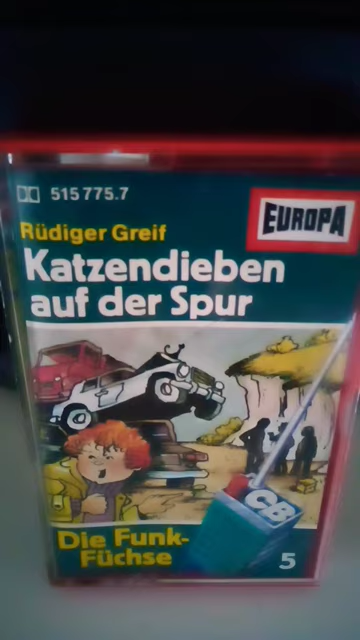 515 775.7
EUROPA
Rüdiger Greif
Katzendieben
auf der Spur
CB
Die Funk-
Füchse
5